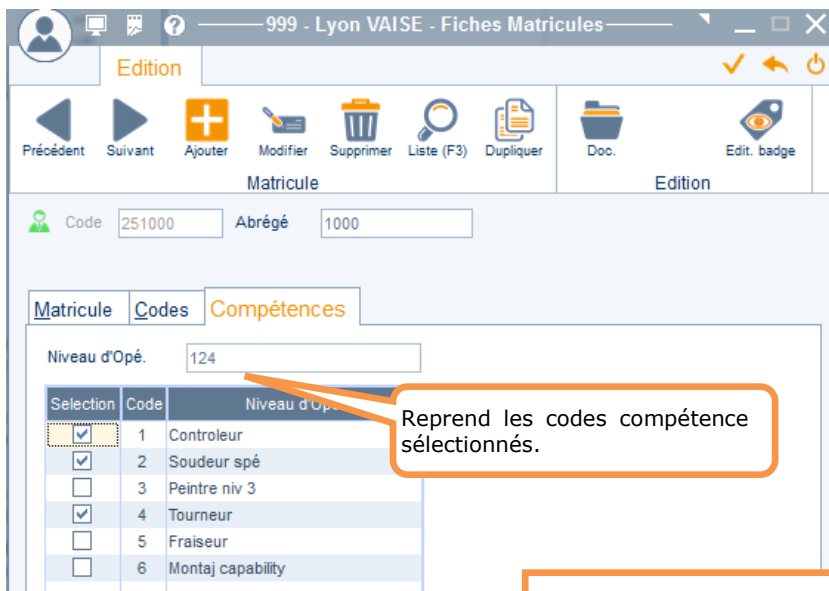 999 - Lyon VAISE - Fiches Matricules
Edition
Précédent Suivant Ajouter Modifier Supprimer Liste (F3) Dupliquer Doc. Edit. badge
Matricule Edition
Code 251000 Abrégé 1000
Matricule Codes Compétences
Niveau d'Opé. 124
Selection Code Niveau d'Op
1 Controleur
2 Soudeur spé
3 Peintre niv 3
4 Tourneur
5 Fraiseur
6 Montaj capability
Reprend les codes compétence
sélectionnés.